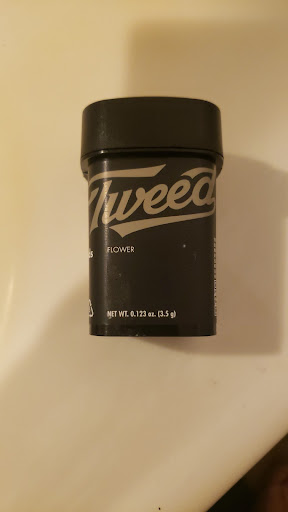 Tweed
FLOWER
NET WT. 0.123 oz. (3.5 g)